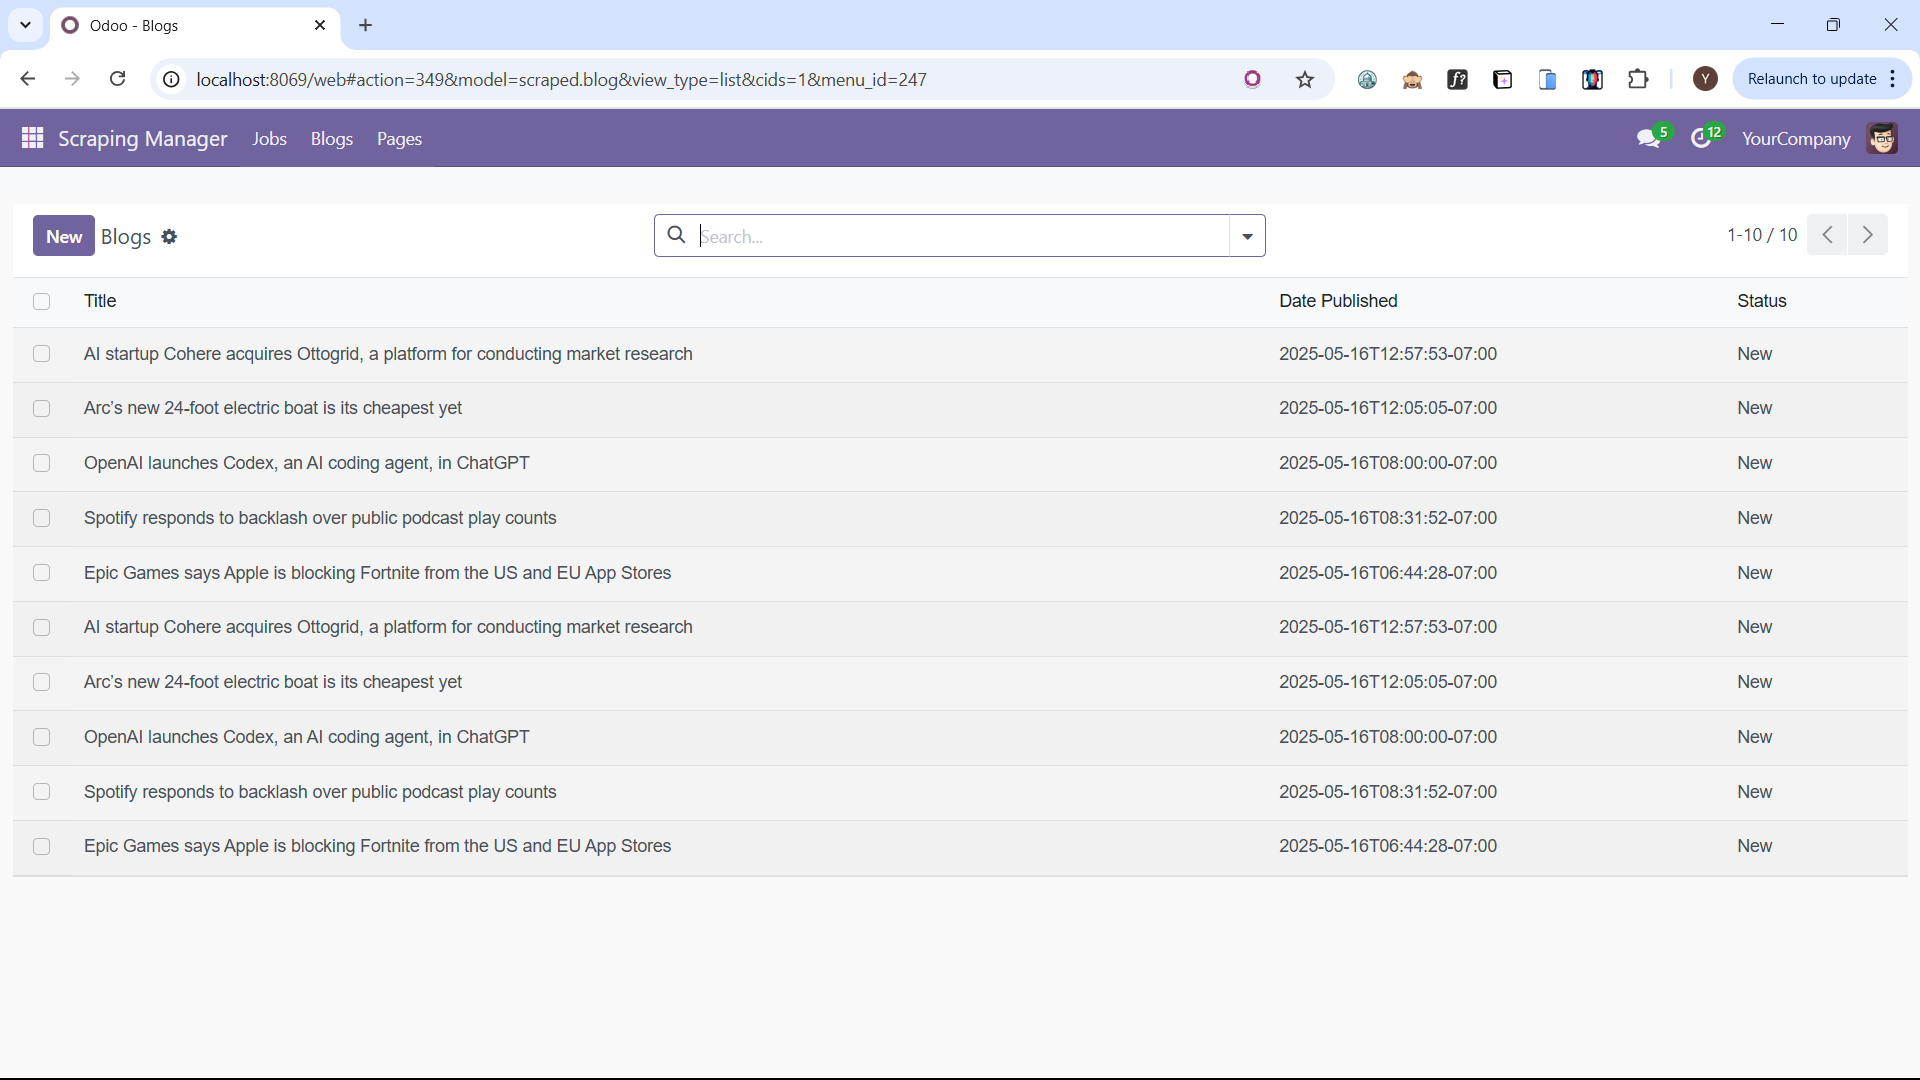 Odoo - Blogs
localhost:8069/web#action=349&model=scraped.blog&view_type=list&cids=1&menu_id=247
f?
Y
Relaunch to update
Scraping Manager Jobs Blogs Pages
5 12 YourCompany
New Blogs Search... 1-10 / 10
Title Date Published Status
AI startup Cohere acquires Ottogrid, a platform for conducting market research 2025-05-16T12:57:53-07:00 New
Arc’s new 24-foot electric boat is its cheapest yet 2025-05-16T12:05:05-07:00 New
OpenAI launches Codex, an AI coding agent, in ChatGPT 2025-05-16T08:00:00-07:00 New
Spotify responds to backlash over public podcast play counts 2025-05-16T08:31:52-07:00 New
Epic Games says Apple is blocking Fortnite from the US and EU App Stores 2025-05-16T06:44:28-07:00 New
AI startup Cohere acquires Ottogrid, a platform for conducting market research 2025-05-16T12:57:53-07:00 New
Arc’s new 24-foot electric boat is its cheapest yet 2025-05-16T12:05:05-07:00 New
OpenAI launches Codex, an AI coding agent, in ChatGPT 2025-05-16T08:00:00-07:00 New
Spotify responds to backlash over public podcast play counts 2025-05-16T08:31:52-07:00 New
Epic Games says Apple is blocking Fortnite from the US and EU App Stores 2025-05-16T06:44:28-07:00 New